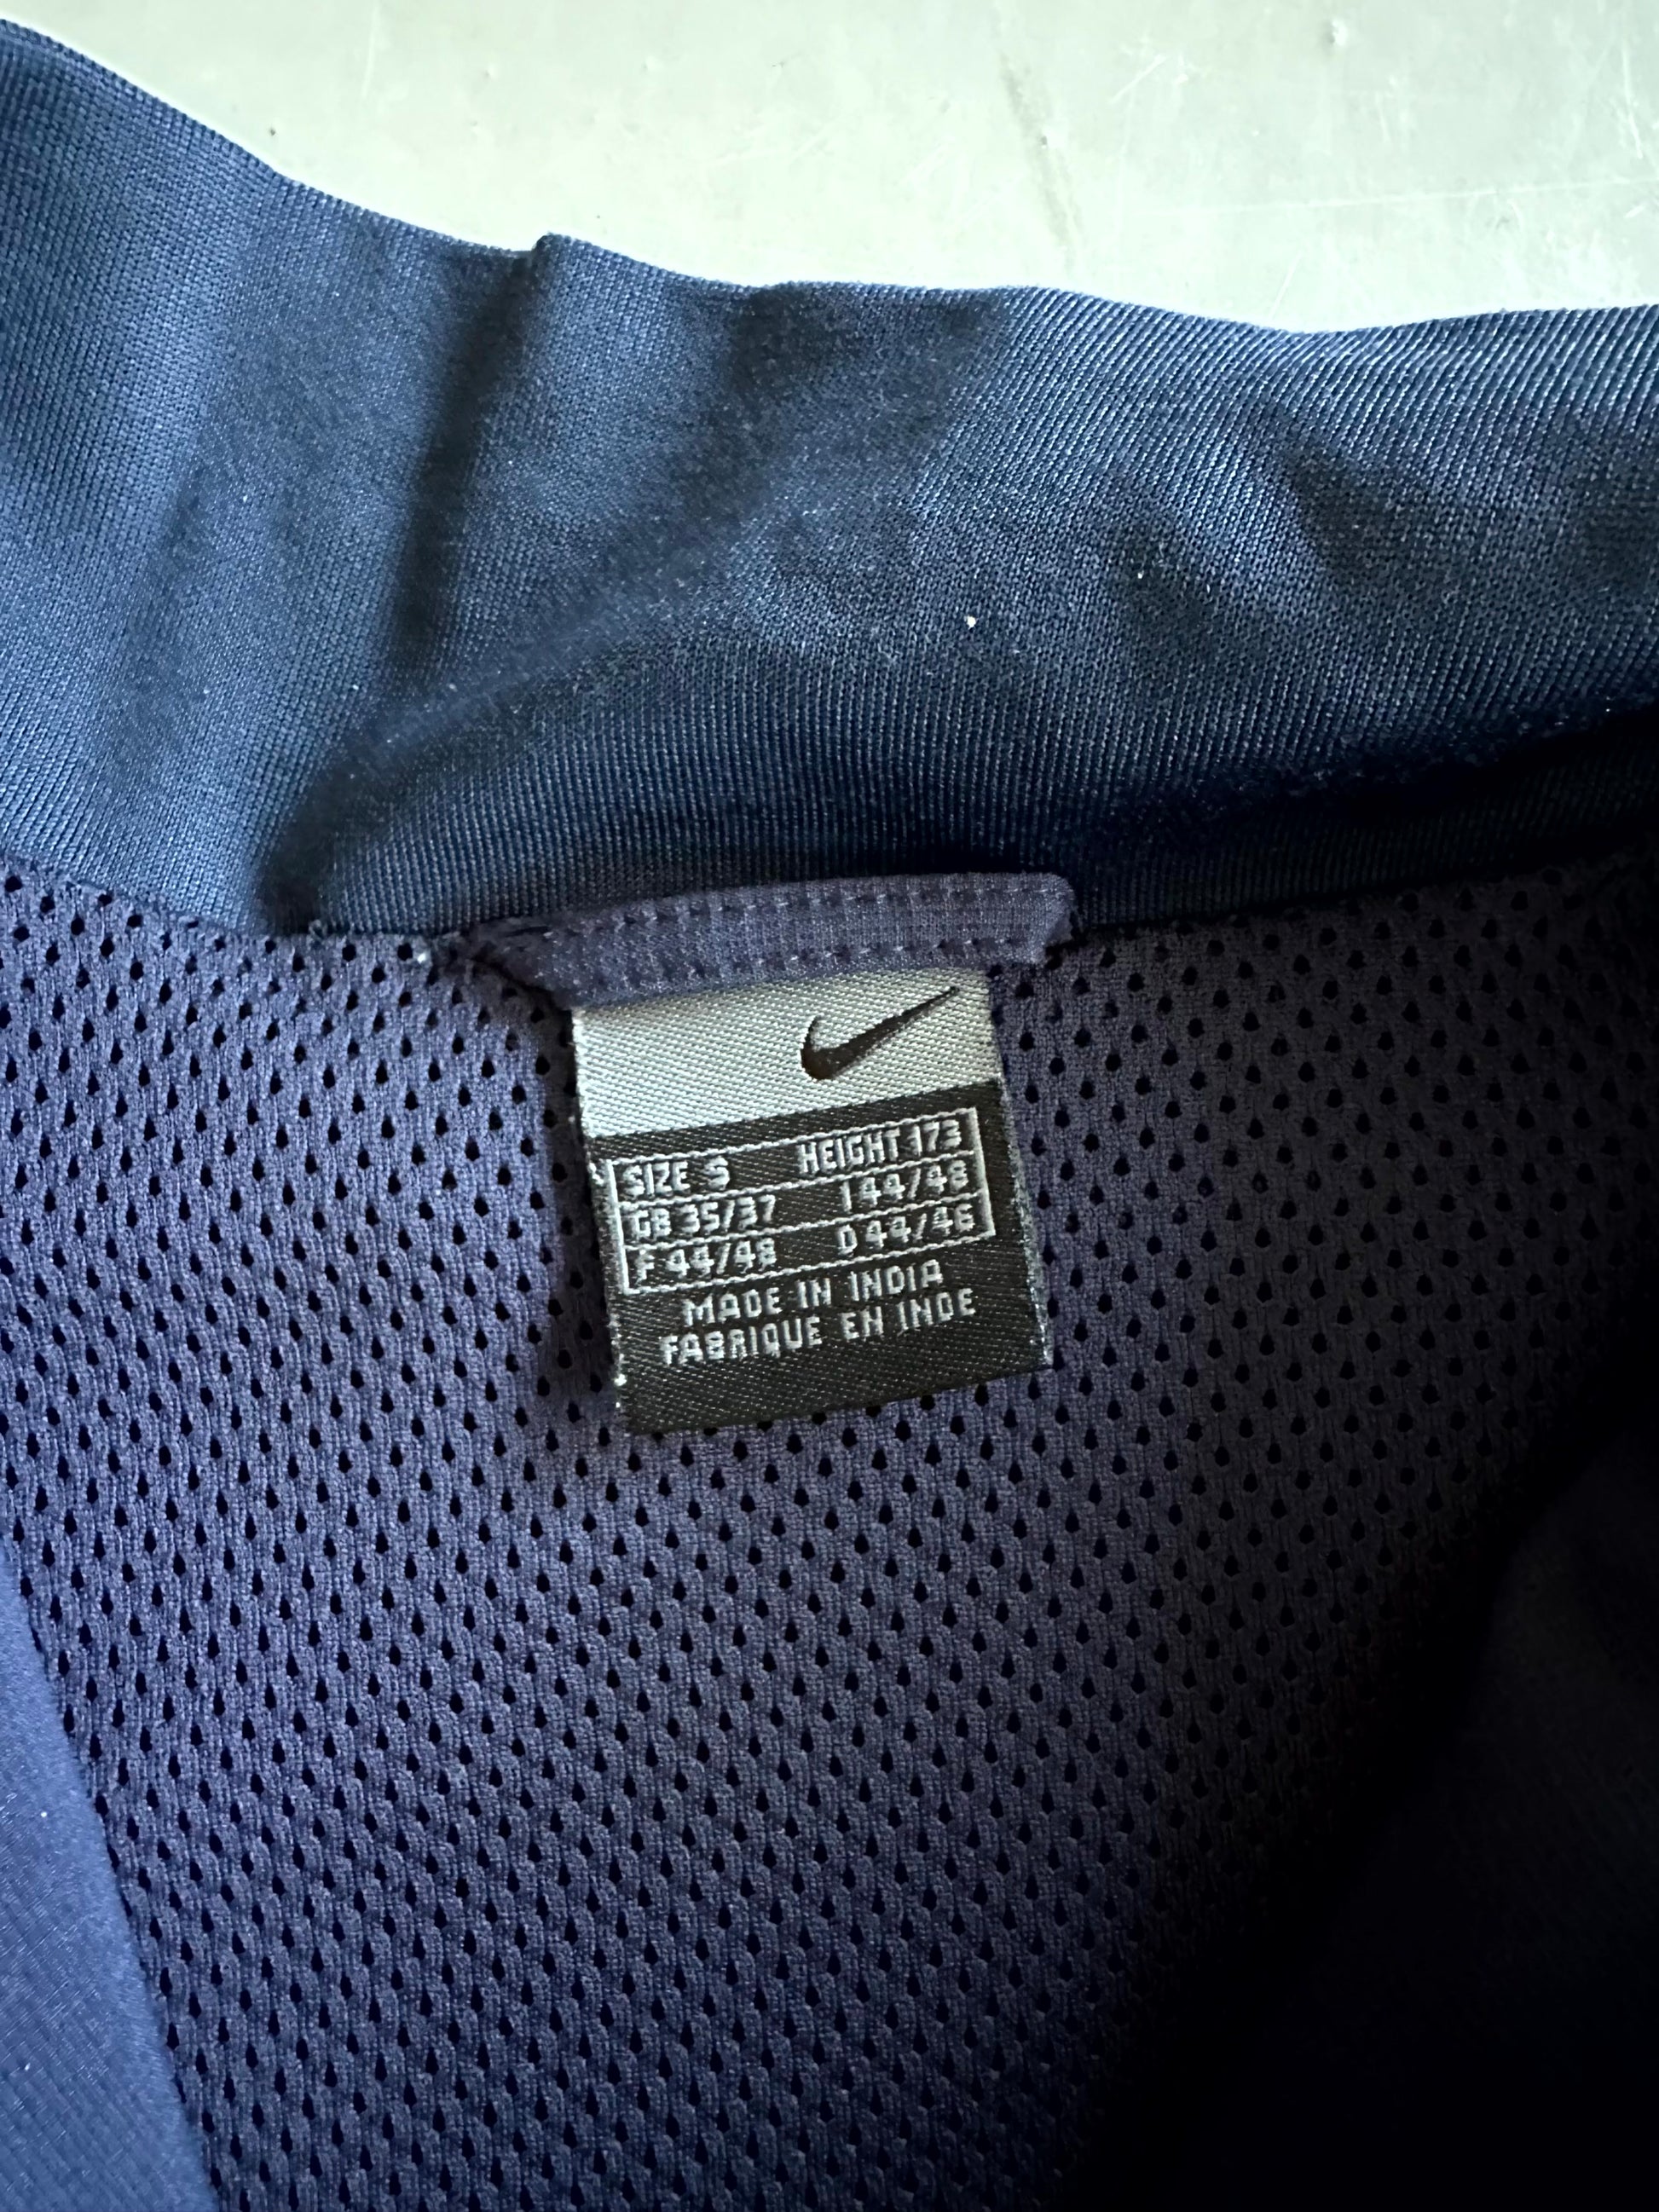 SIZE S HEIGHT 173
GB 35/37 I 44/48
F 44/48 D 44/46
MADE IN INDIA
FABRIQUE EN INDE